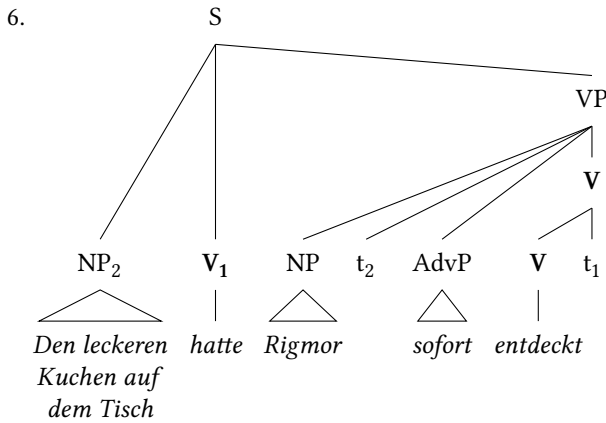 6.
S
VP
V
NP₂ V₁ NP t₂ AdvP V t₁
Den leckeren hatte Rigmor sofort entdeckt
Kuchen auf
dem Tisch